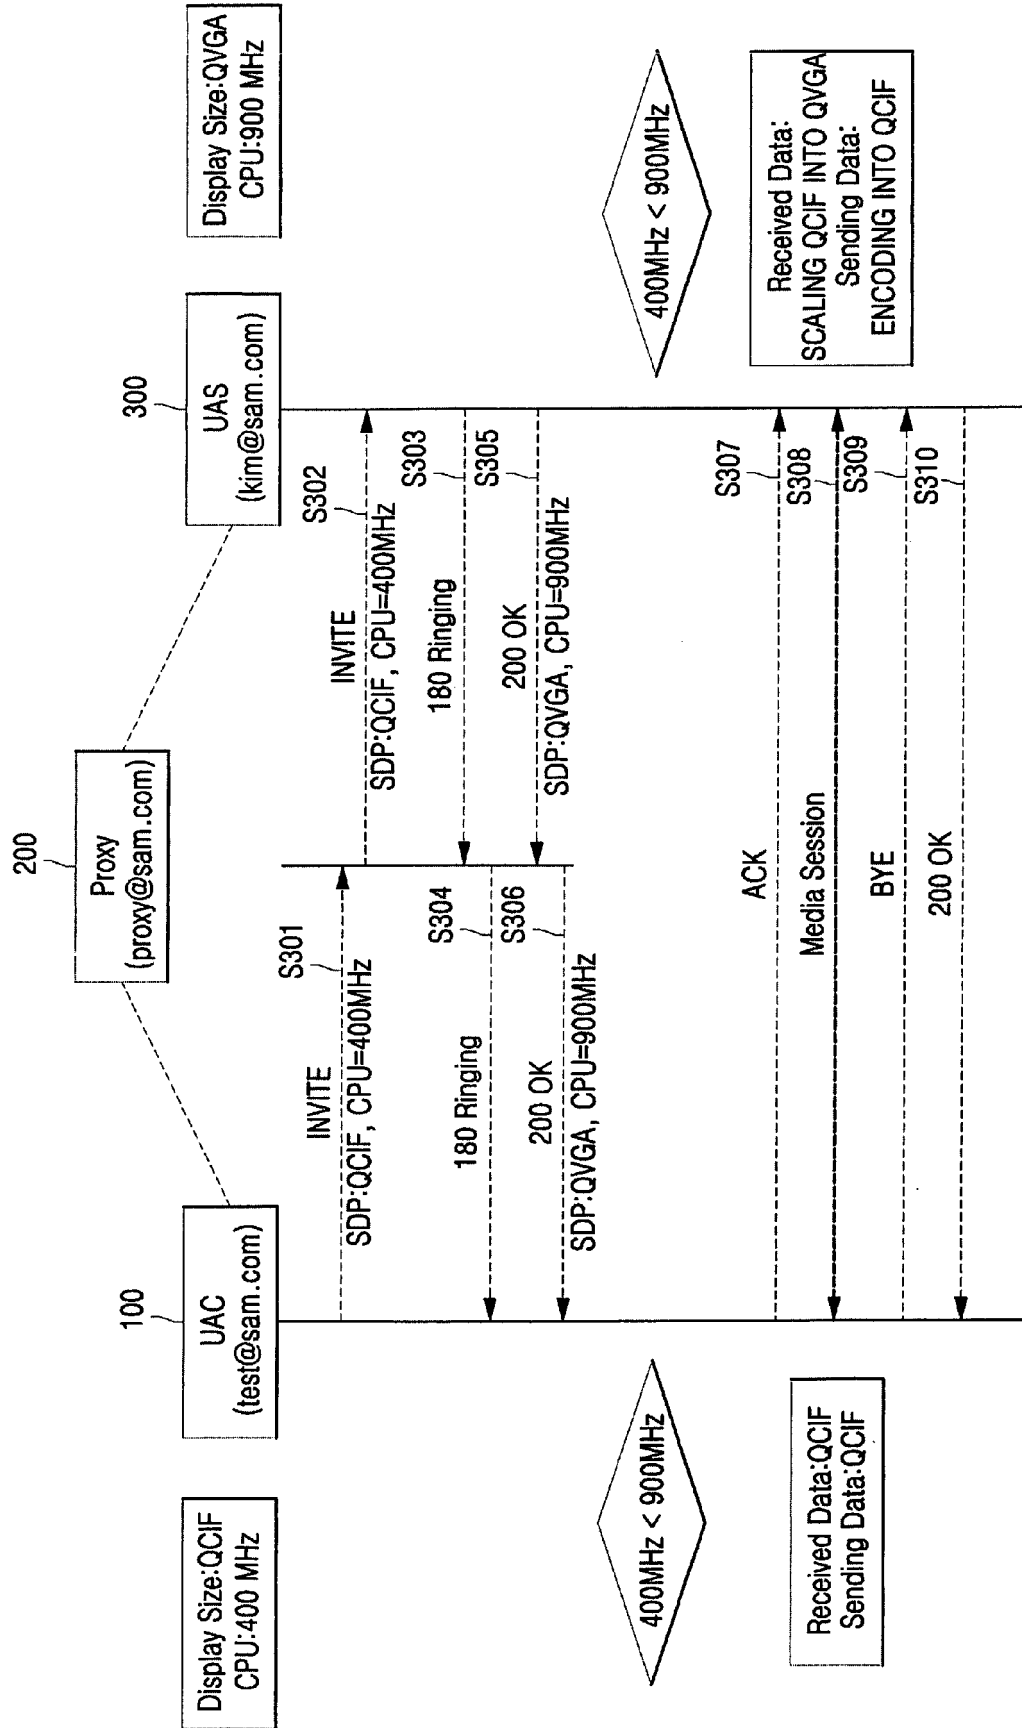 200
Proxy
(proxy@sam.com)
Display Size:QCIF
CPU:400 MHz
100
UAC
(test@sam.com)
300
UAS
(kim@sam.com)
Display Size:QVGA
CPU:900 MHz
INVITE
S301
SDP:QCIF, CPU=400MHz
INVITE
S302
SDP:QCIF, CPU=400MHz
180 Ringing
S303
180 Ringing
S304
200 OK
S305
SDP:QVGA, CPU=900MHz
200 OK
S306
SDP:QVGA, CPU=900MHz
400MHz < 900MHz
400MHz < 900MHz
ACK
S307
Media Session
S308
BYE
S309
200 OK
S310
Received Data:QCIF
Sending Data:QCIF
Received Data:
SCALING QCIF INTO QVGA
Sending Data:
ENCODING INTO QCIF